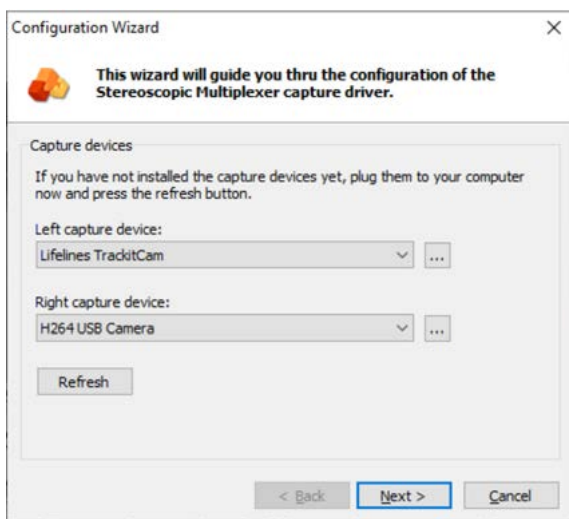 Configuration Wizard
This wizard will guide you thru the configuration of the
Stereoscopic Multiplexer capture driver.
Capture devices
If you have not installed the capture devices yet, plug them to your computer
now and press the refresh button.
Left capture device:
Lifelines TrackitCam
...
Right capture device:
H264 USB Camera
...
Refresh
< Back
Next >
Cancel